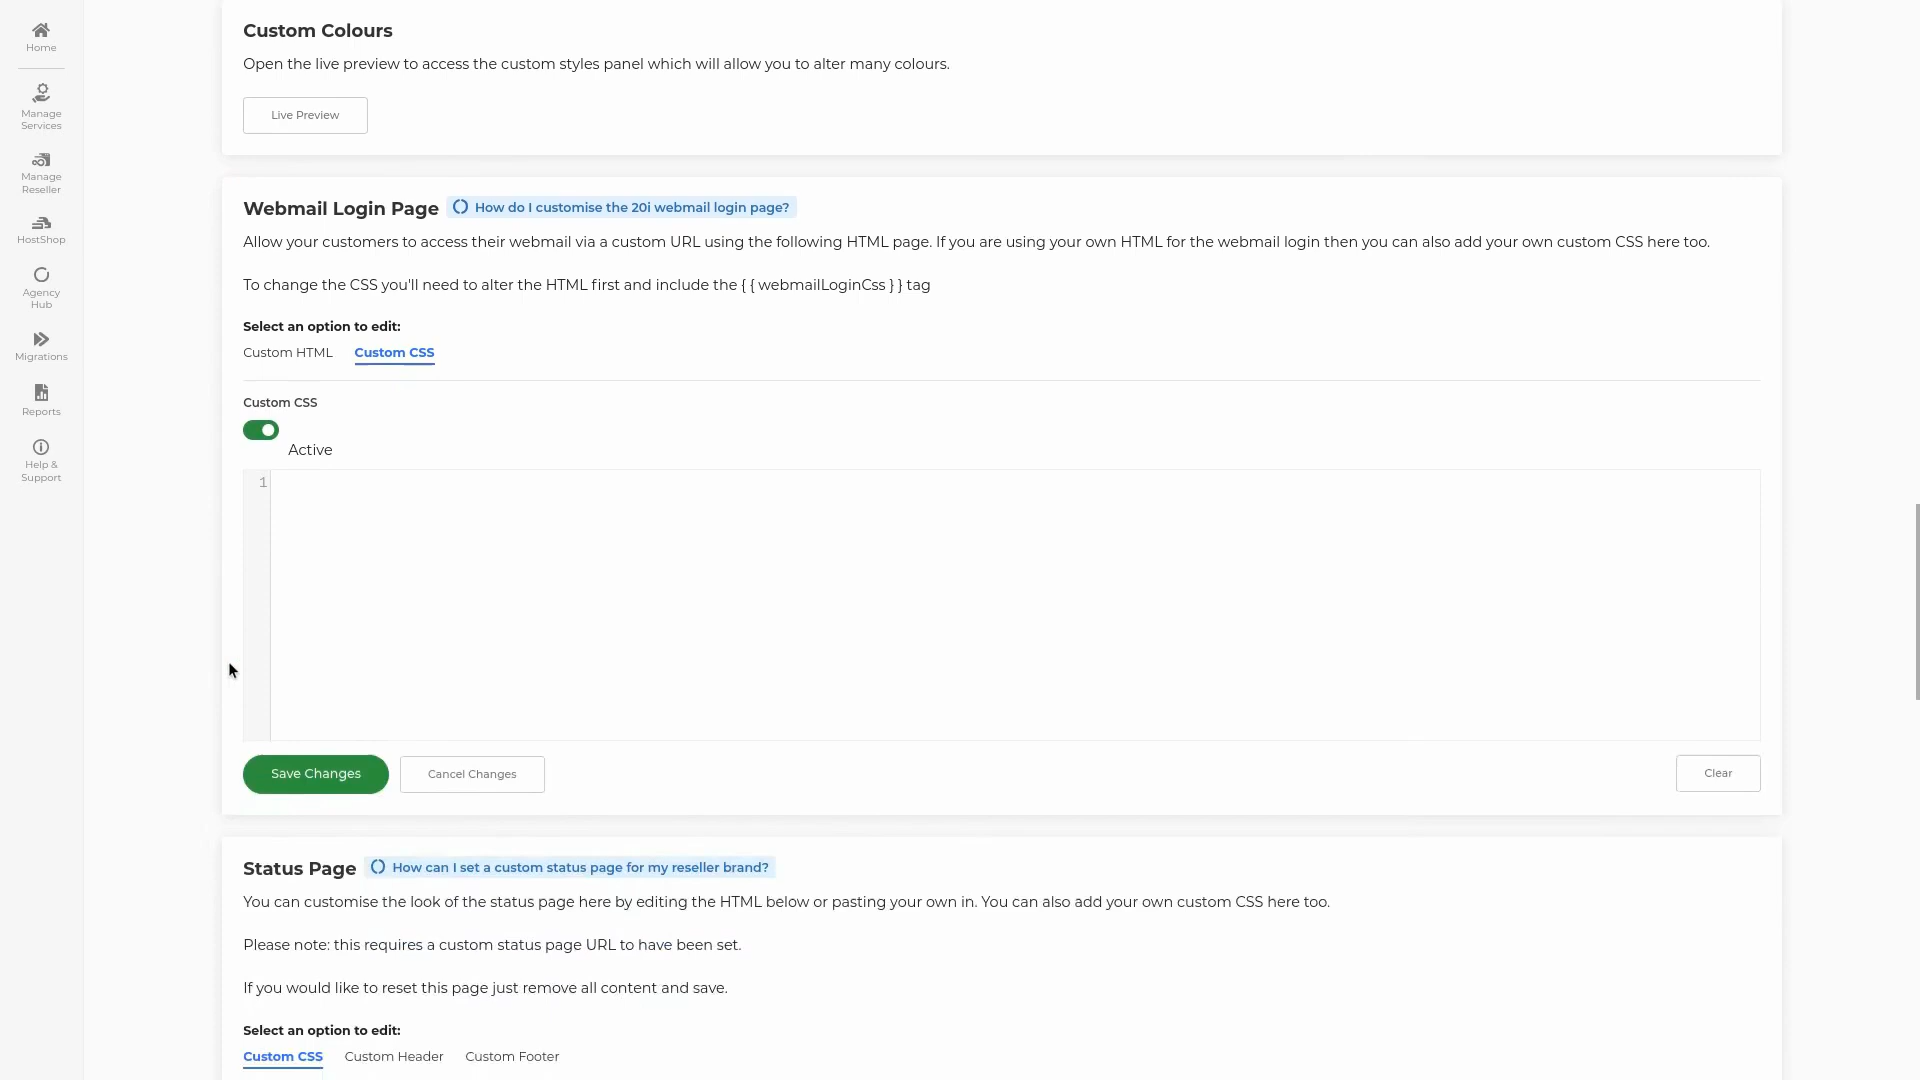 Home
Manage
Services
Manage
Reseller
HostShop
Agency
Hub
Migrations
Reports
Help &
Support
Custom Colours
Open the live preview to access the custom styles panel which will allow you to alter many colours.
Live Preview
Webmail Login Page How do I customise the 20i webmail login page?
Allow your customers to access their webmail via a custom URL using the following HTML page. If you are using your own HTML for the webmail login then you can also add your own custom CSS here too.
To change the CSS you'll need to alter the HTML first and include the { { webmailLoginCss } } tag
Select an option to edit:
Custom HTML Custom CSS
Custom CSS
Active
1
Save Changes Cancel Changes Clear
Status Page How can I set a custom status page for my reseller brand?
You can customise the look of the status page here by editing the HTML below or pasting your own in. You can also add your own custom CSS here too.
Please note: this requires a custom status page URL to have been set.
If you would like to reset this page just remove all content and save.
Select an option to edit:
Custom CSS Custom Header Custom Footer